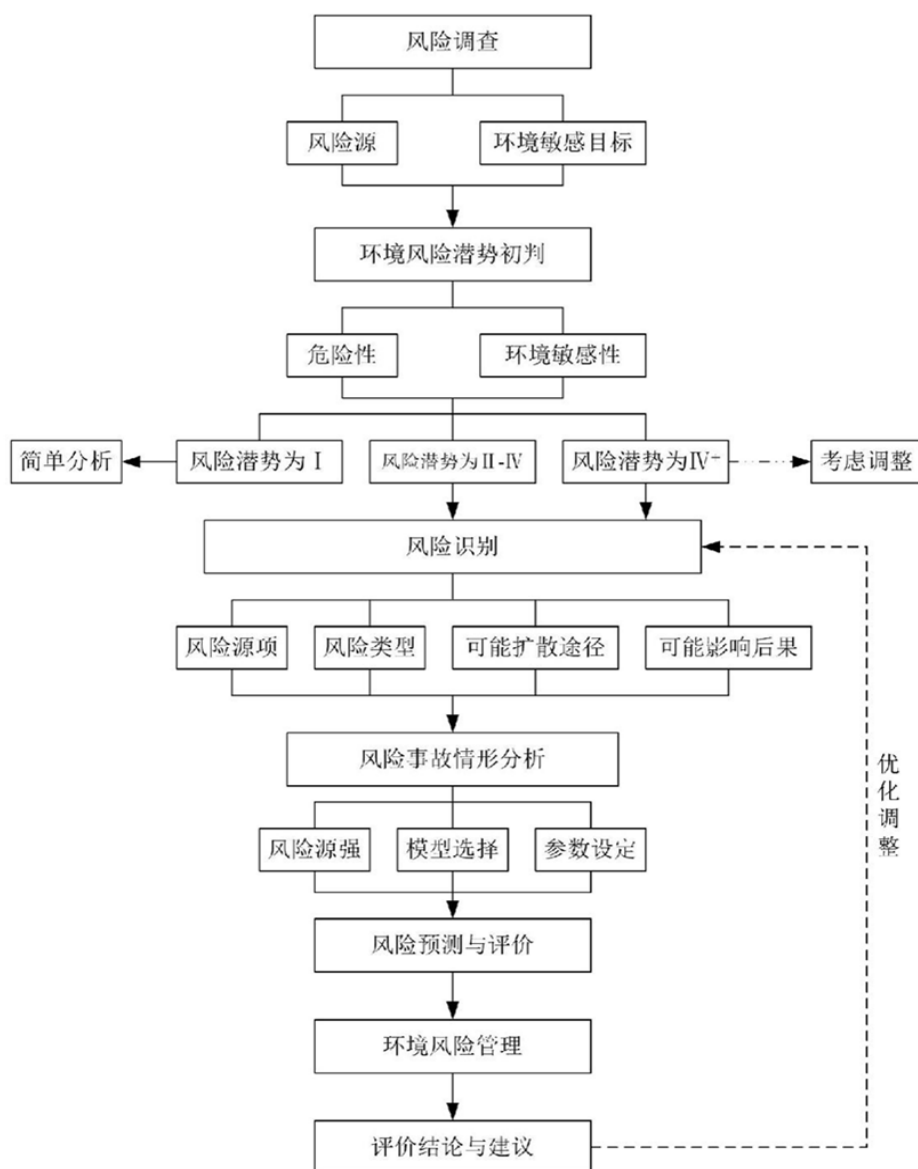 风险调查
风险源
环境敏感目标
环境风险潜势初判
危险性
环境敏感性
简单分析
风险潜势为Ⅰ
风险潜势为Ⅱ-Ⅳ
风险潜势为Ⅳ+
考虑调整
风险识别
风险源项
风险类型
可能扩散途径
可能影响后果
风险事故情形分析
优化调整
风险源强
模型选择
参数设定
风险预测与评价
环境风险管理
评价结论与建议